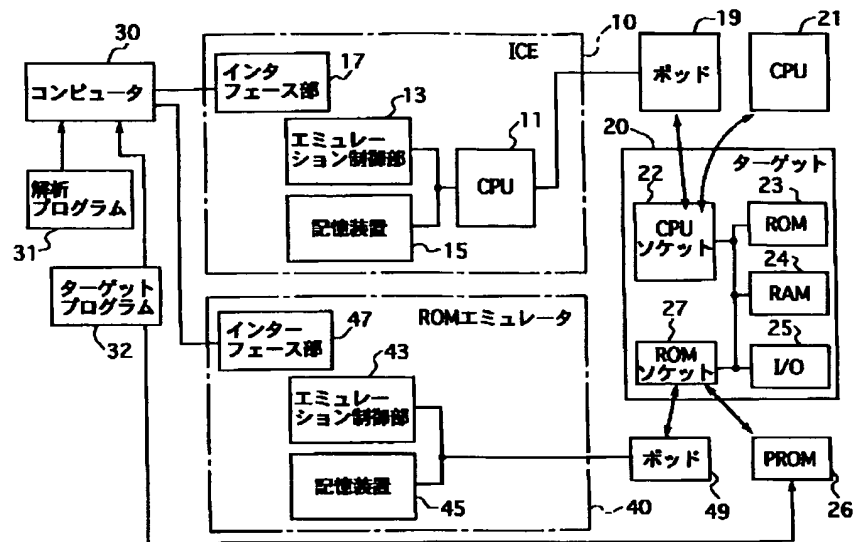 30
コンピュータ
解析
プログラム
31
ターゲット
プログラム
32
ICE
10
インタ
フェース部
17
13
エミュレー
ション制御部
11
CPU
記憶装置
15
ROMエミュレータ
インター
フェース部
47
43
エミュレー
ション制御部
記憶装置
45
40
19
ポッド
21
CPU
20
ターゲット
22
CPU
ソケット
23
ROM
24
RAM
27
ROM
ソケット
25
I/O
ポッド
49
PROM
26